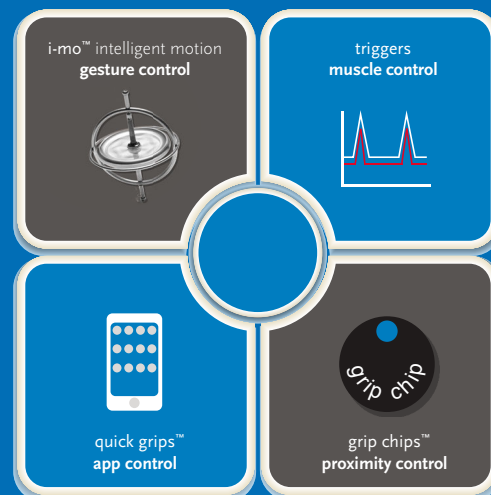 i-mo™ intelligent motion
gesture control
triggers
muscle control
quick grips™
app control
grip chip
grip chips™
proximity control